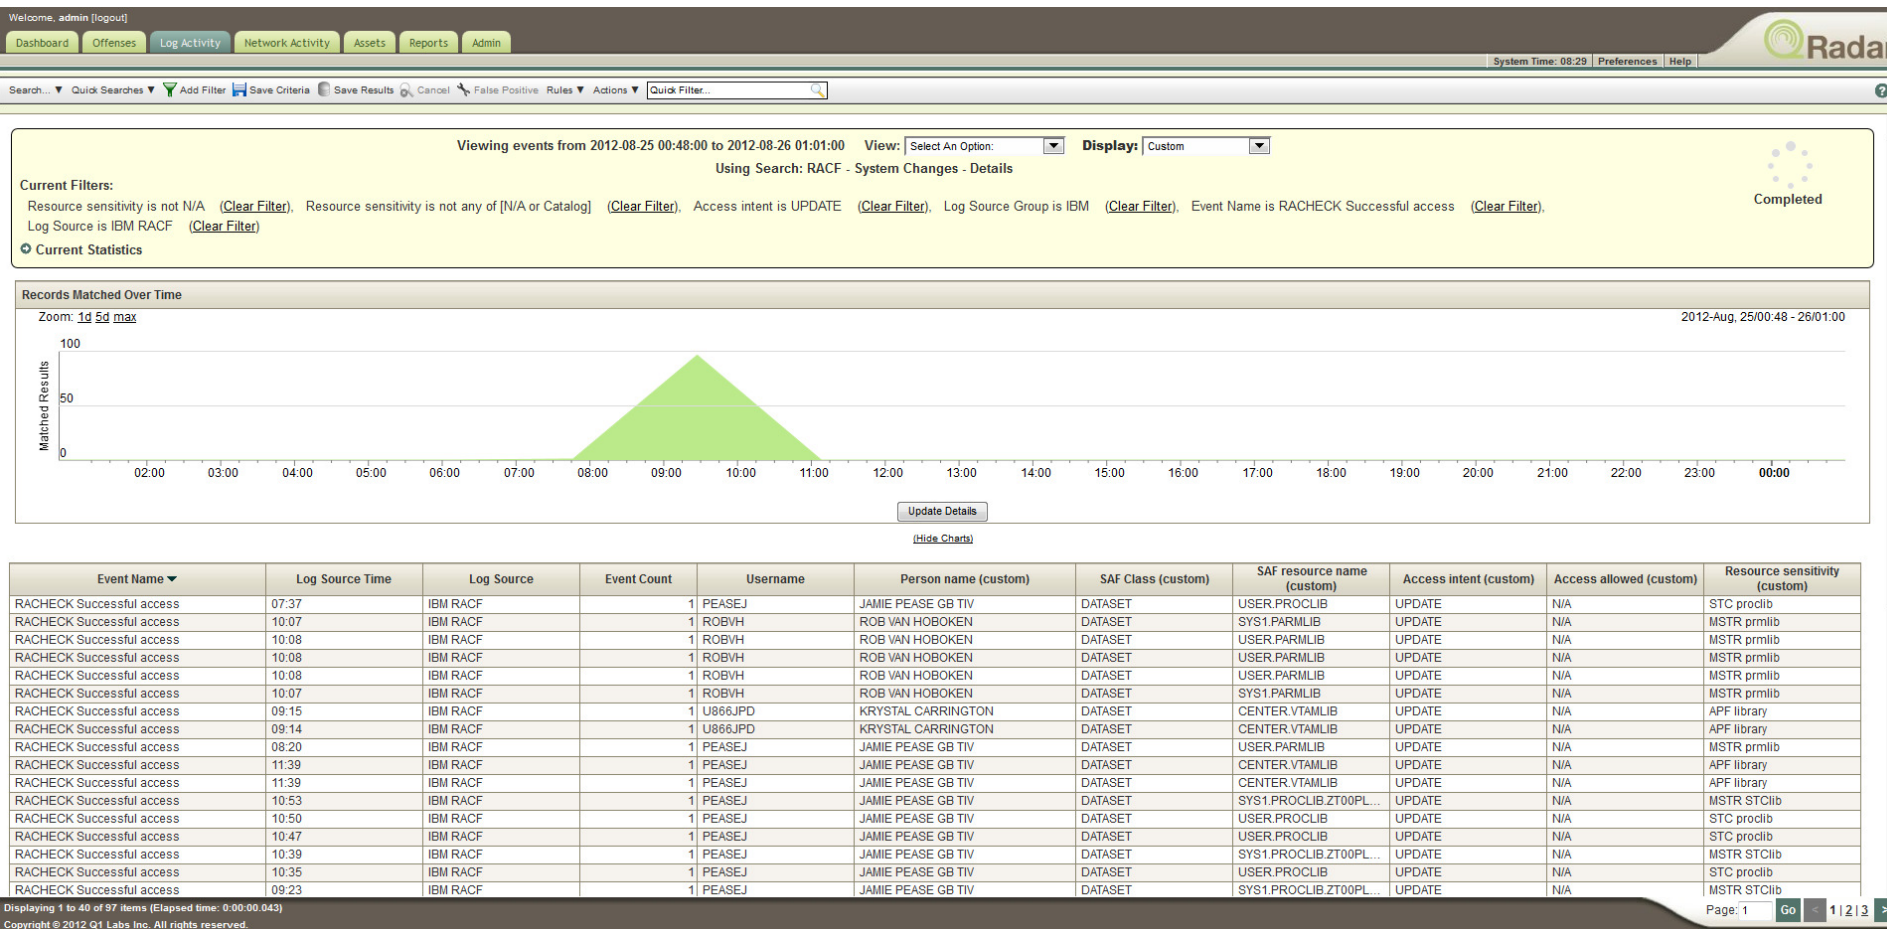 Welcome, admin [logout]
Dashboard Offenses Log Activity Network Activity Assets Reports Admin
Radar
System Time: 08:29 Preferences Help
Search... ▼ Quick Searches ▼ Add Filter Save Criteria Save Results Cancel False Positive Rules ▼ Actions ▼ Quick Filter...
Viewing events from 2012-08-25 00:48:00 to 2012-08-26 01:01:00 View: Select An Option: Display: Custom
Using Search: RACF - System Changes - Details
Current Filters:
Resource sensitivity is not N/A (Clear Filter), Resource sensitivity is not any of [N/A or Catalog] (Clear Filter), Access intent is UPDATE (Clear Filter), Log Source Group is IBM (Clear Filter), Event Name is RACHECK Successful access (Clear Filter),
Completed
Log Source is IBM RACF (Clear Filter)
Current Statistics
Records Matched Over Time
Zoom: 1d 5d max 2012-Aug, 25/00:48 - 26/01:00
Matched Results
100
50
0
02:00 03:00 04:00 05:00 06:00 07:00 08:00 09:00 10:00 11:00 12:00 13:00 14:00 15:00 16:00 17:00 18:00 19:00 20:00 21:00 22:00 23:00 00:00
Update Details
(Hide Charts)
Event Name ▼ Log Source Time Log Source Event Count Username Person name (custom) SAF Class (custom) SAF resource name (custom) Access intent (custom) Access allowed (custom) Resource sensitivity (custom)
RACHECK Successful access 07:37 IBM RACF 1 PEASEJ JAMIE PEASE GB TIV DATASET USER.PROCLIB UPDATE N/A STC proclib
RACHECK Successful access 10:07 IBM RACF 1 ROBVH ROB VAN HOBOKEN DATASET SYS1.PARMLIB UPDATE N/A MSTR prmlib
RACHECK Successful access 10:08 IBM RACF 1 ROBVH ROB VAN HOBOKEN DATASET USER.PARMLIB UPDATE N/A MSTR prmlib
RACHECK Successful access 10:08 IBM RACF 1 ROBVH ROB VAN HOBOKEN DATASET USER.PARMLIB UPDATE N/A MSTR prmlib
RACHECK Successful access 10:08 IBM RACF 1 ROBVH ROB VAN HOBOKEN DATASET USER.PARMLIB UPDATE N/A MSTR prmlib
RACHECK Successful access 10:07 IBM RACF 1 ROBVH ROB VAN HOBOKEN DATASET SYS1.PARMLIB UPDATE N/A MSTR prmlib
RACHECK Successful access 09:15 IBM RACF 1 U866JPD KRYSTAL CARRINGTON DATASET CENTER.VTAMLIB UPDATE N/A APF library
RACHECK Successful access 09:14 IBM RACF 1 U866JPD KRYSTAL CARRINGTON DATASET CENTER.VTAMLIB UPDATE N/A APF library
RACHECK Successful access 08:20 IBM RACF 1 PEASEJ JAMIE PEASE GB TIV DATASET USER.PARMLIB UPDATE N/A MSTR prmlib
RACHECK Successful access 11:39 IBM RACF 1 PEASEJ JAMIE PEASE GB TIV DATASET CENTER.VTAMLIB UPDATE N/A APF library
RACHECK Successful access 11:39 IBM RACF 1 PEASEJ JAMIE PEASE GB TIV DATASET CENTER.VTAMLIB UPDATE N/A APF library
RACHECK Successful access 10:53 IBM RACF 1 PEASEJ JAMIE PEASE GB TIV DATASET SYS1.PROCLIB.ZT00PL... UPDATE N/A MSTR STClib
RACHECK Successful access 10:50 IBM RACF 1 PEASEJ JAMIE PEASE GB TIV DATASET USER.PROCLIB UPDATE N/A STC proclib
RACHECK Successful access 10:47 IBM RACF 1 PEASEJ JAMIE PEASE GB TIV DATASET USER.PROCLIB UPDATE N/A STC proclib
RACHECK Successful access 10:39 IBM RACF 1 PEASEJ JAMIE PEASE GB TIV DATASET SYS1.PROCLIB.ZT00PL... UPDATE N/A MSTR STClib
RACHECK Successful access 10:35 IBM RACF 1 PEASEJ JAMIE PEASE GB TIV DATASET USER.PROCLIB UPDATE N/A STC proclib
RACHECK Successful access 09:23 IBM RACF 1 PEASEJ JAMIE PEASE GB TIV DATASET SYS1.PROCLIB.ZT00PL... UPDATE N/A MSTR STClib
Displaying 1 to 40 of 97 items (Elapsed time: 0:00:00.043)
Page: 1 Go < 1 | 2 | 3 >
Copyright © 2012 Q1 Labs Inc. All rights reserved.